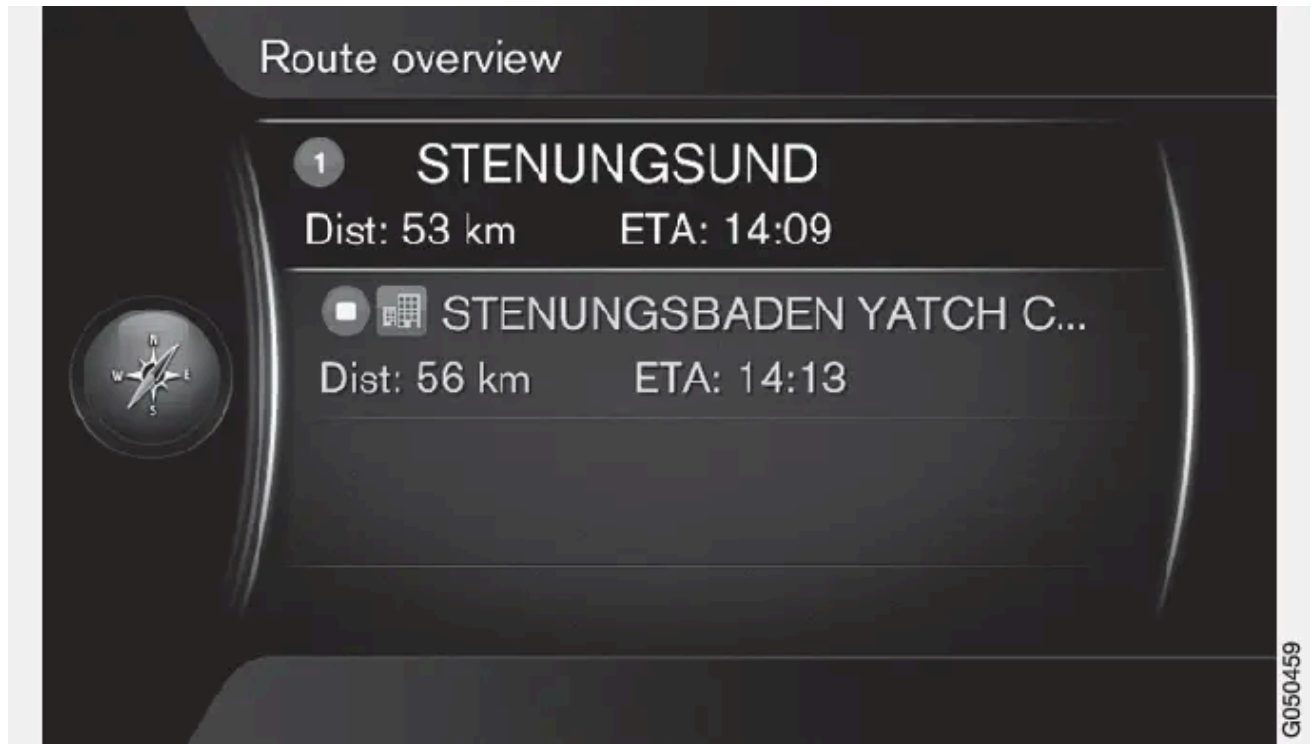 Route overview
1 STENUNGSUND
Dist: 53 km ETA: 14:09
STENUNGSBADEN YATCH C...
Dist: 56 km ETA: 14:13
N
W E
S
G050459